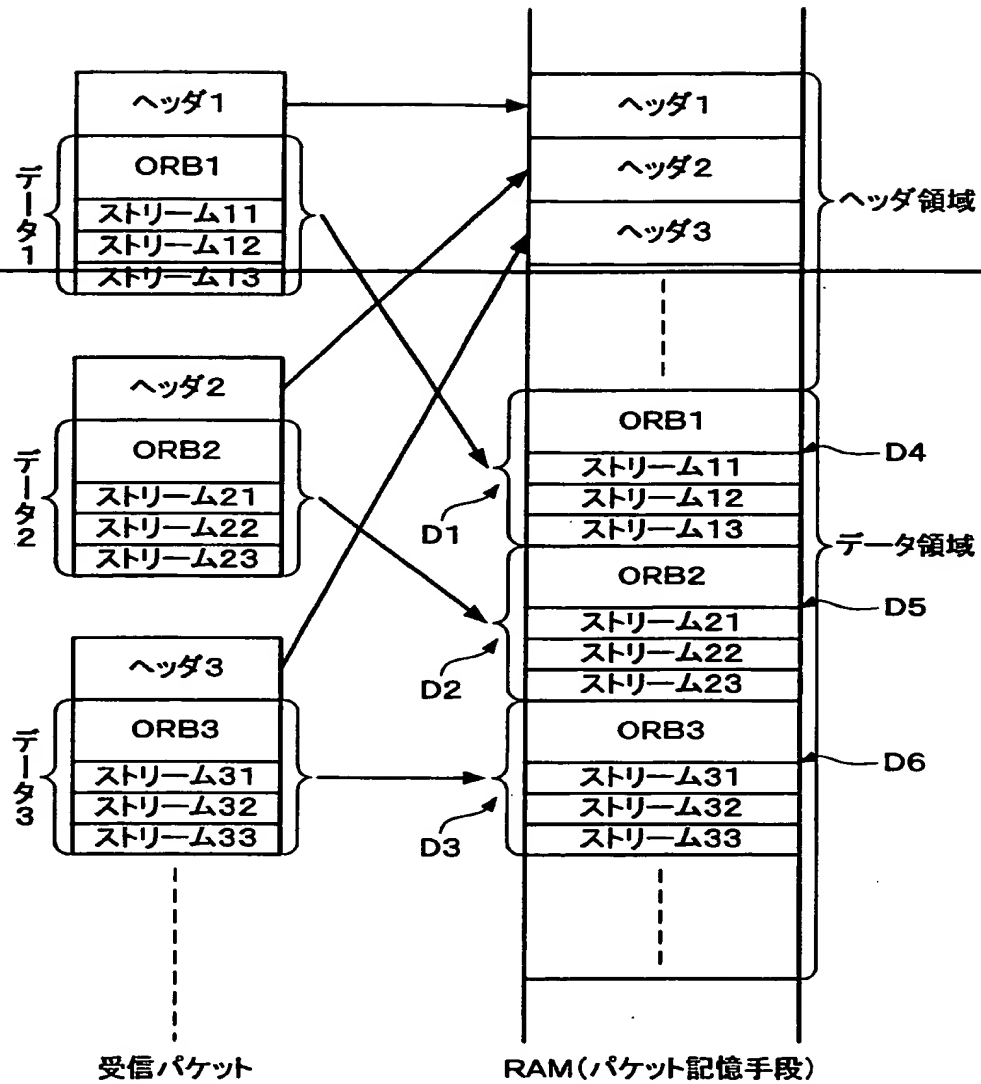 ヘッダ1
データ1
ORB1
ストリーム11
ストリーム12
ストリーム13
ヘッダ2
データ2
ORB2
ストリーム21
ストリーム22
ストリーム23
ヘッダ3
データ3
ORB3
ストリーム31
ストリーム32
ストリーム33
受信パケット
ヘッダ1
ヘッダ2
ヘッダ3
ヘッダ領域
D1
ORB1
D4
ストリーム11
ストリーム12
ストリーム13
データ領域
D2
ORB2
D5
ストリーム21
ストリーム22
ストリーム23
D3
ORB3
D6
ストリーム31
ストリーム32
ストリーム33
RAM(パケット記憶手段)